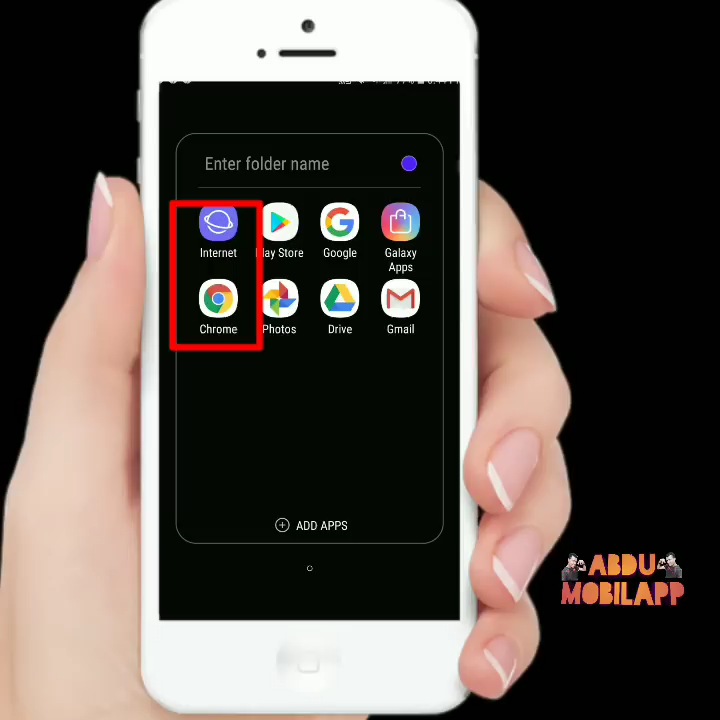 Enter folder name
Internet
lay Store
Google
Galaxy
Apps
Chrome
Photos
Drive
Gmail
ADD APPS
ABDU
MOBILAPP